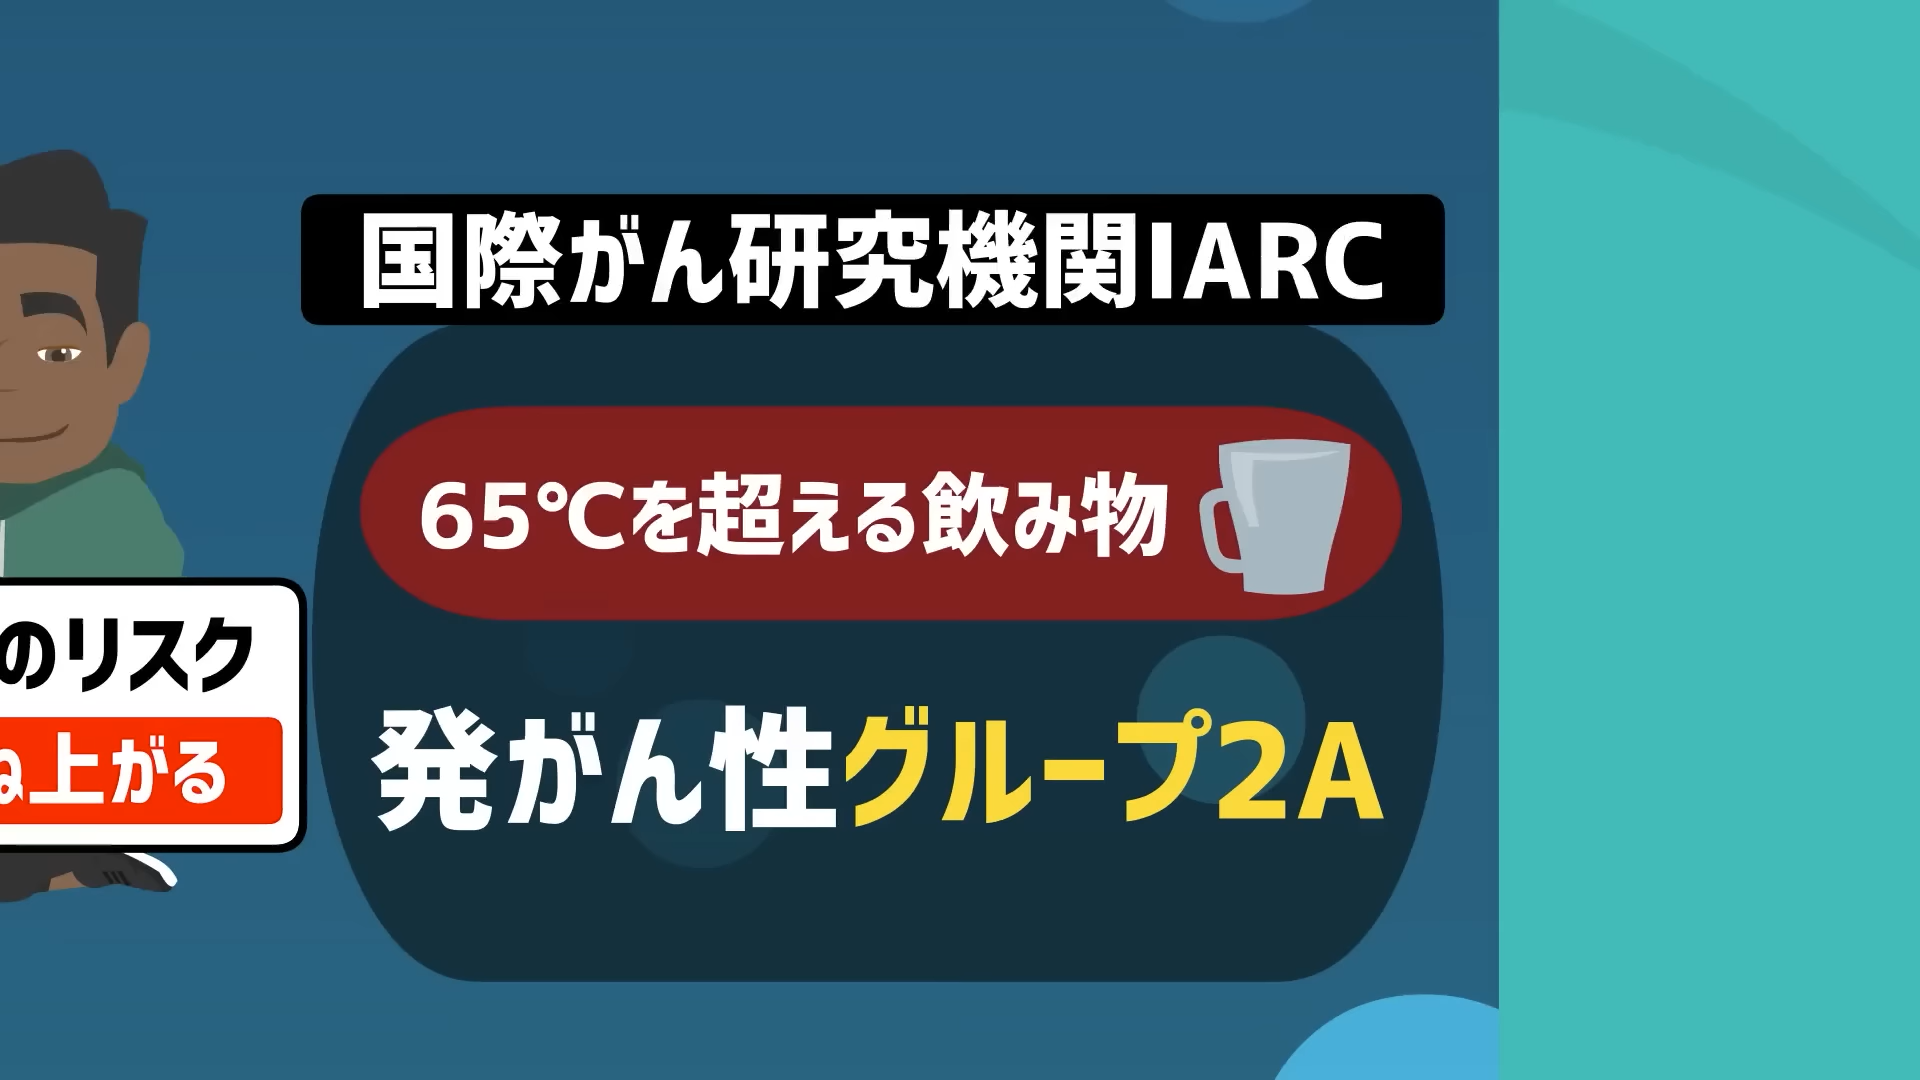 国際がん研究機関IARC
65℃を超える飲み物
発がん性グループ2A
のリスク
ね上がる